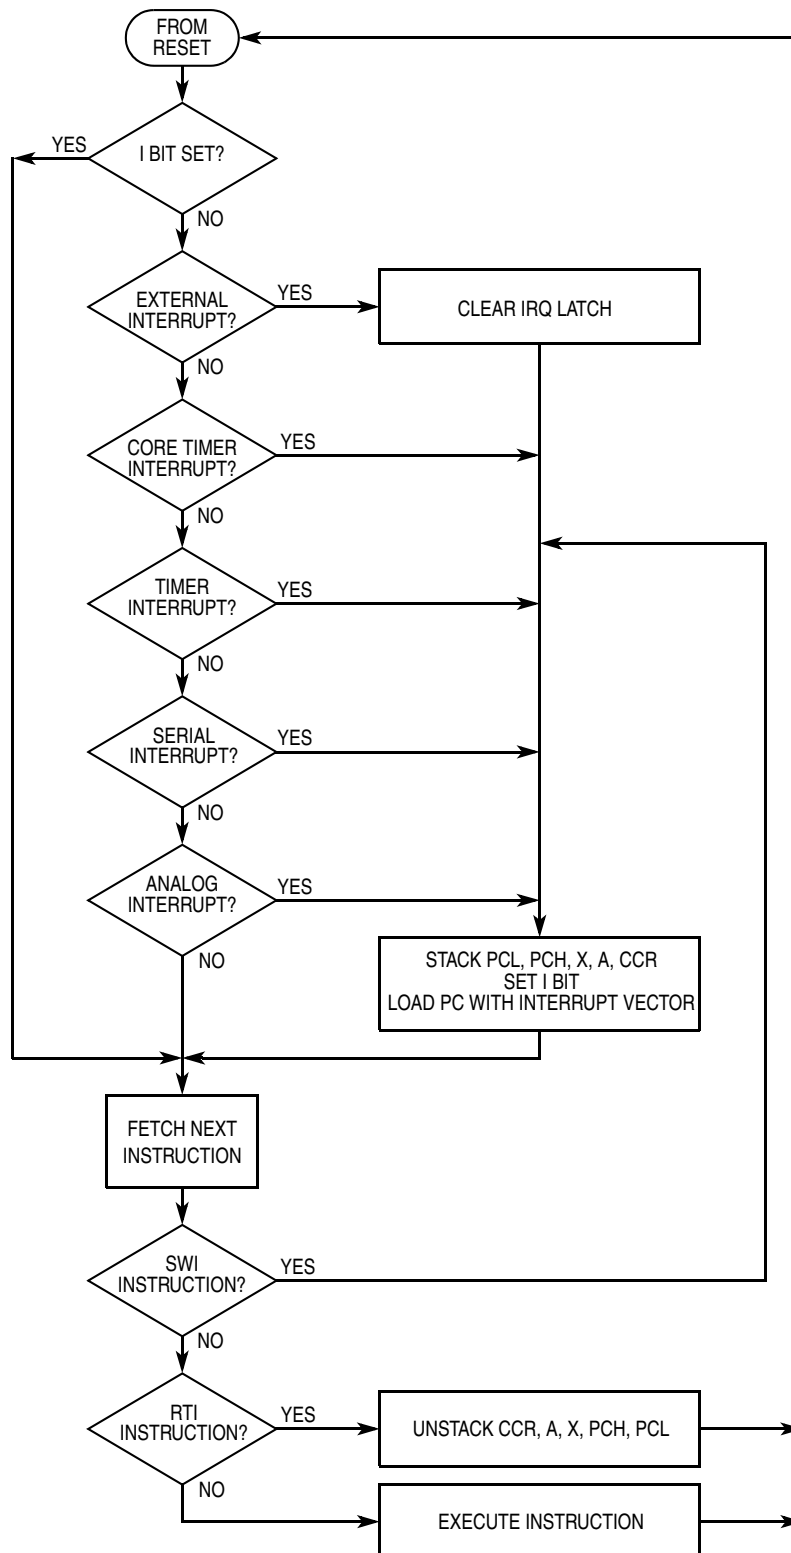 FROM
RESET
YES
I BIT SET?
NO
EXTERNAL
INTERRUPT?
YES
CLEAR IRQ LATCH
NO
CORE TIMER
INTERRUPT?
YES
NO
TIMER
INTERRUPT?
YES
NO
SERIAL
INTERRUPT?
YES
NO
ANALOG
INTERRUPT?
YES
NO
STACK PCL, PCH, X, A, CCR
SET I BIT
LOAD PC WITH INTERRUPT VECTOR
FETCH NEXT
INSTRUCTION
SWI
INSTRUCTION?
YES
NO
RTI
INSTRUCTION?
YES
UNSTACK CCR, A, X, PCH, PCL
NO
EXECUTE INSTRUCTION